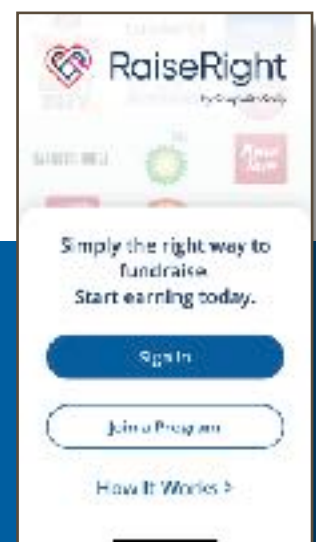 RaiseRight
Simply the right way to
fundraise.
Start earning today.
Sign In
Join a Program
How It Works >